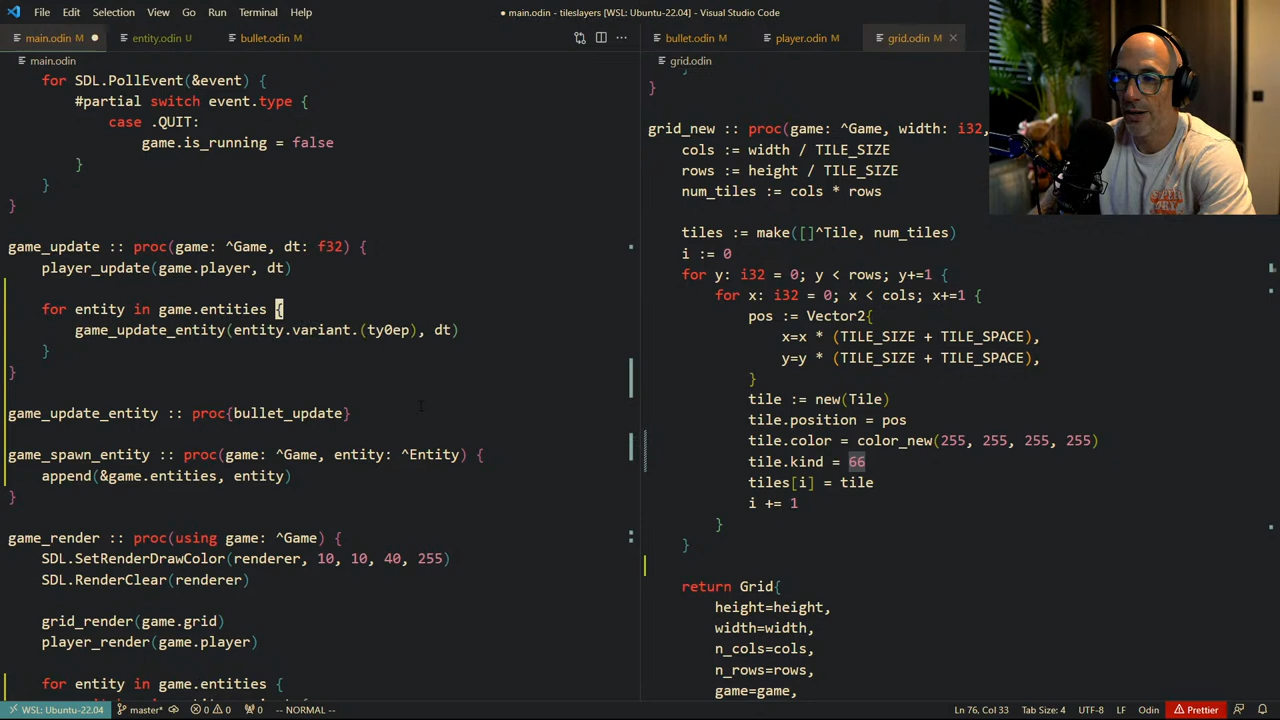 File Edit Selection View Go Run Terminal Help
● main.odin - tileslayers [WSL: Ubuntu-22.04] - Visual Studio Code
main.odin M ● entity.odin U bullet.odin M
bullet.odin M player.odin M grid.odin M ×
main.odin
grid.odin
for SDL.PollEvent(&event) {
#partial switch event.type {
case .QUIT:
game.is_running = false
}
}
}
game_update :: proc(game: ^Game, dt: f32) {
player_update(game.player, dt)
for entity in game.entities {
game_update_entity(entity.variant.(ty0ep), dt)
}
}
game_update_entity :: proc{bullet_update}
game_spawn_entity :: proc(game: ^Game, entity: ^Entity) {
append(&game.entities, entity)
}
game_render :: proc(using game: ^Game) {
SDL.SetRenderDrawColor(renderer, 10, 10, 40, 255)
SDL.RenderClear(renderer)
grid_render(game.grid)
player_render(game.player)
for entity in game.entities {
}
grid_new :: proc(game: ^Game, width: i32,
cols := width / TILE_SIZE
rows := height / TILE_SIZE
num_tiles := cols * rows
tiles := make([]^Tile, num_tiles)
i := 0
for y: i32 = 0; y < rows; y+=1 {
for x: i32 = 0; x < cols; x+=1 {
pos := Vector2{
x=x * (TILE_SIZE + TILE_SPACE),
y=y * (TILE_SIZE + TILE_SPACE),
}
tile := new(Tile)
tile.position = pos
tile.color = color_new(255, 255, 255, 255)
tile.kind = 66
tiles[i] = tile
i += 1
}
}
return Grid{
height=height,
width=width,
n_cols=cols,
n_rows=rows,
game=game,
WSL: Ubuntu-22.04 master* 0 0 0 -- NORMAL -- Ln 76, Col 33 Tab Size: 4 UTF-8 LF Odin Prettier